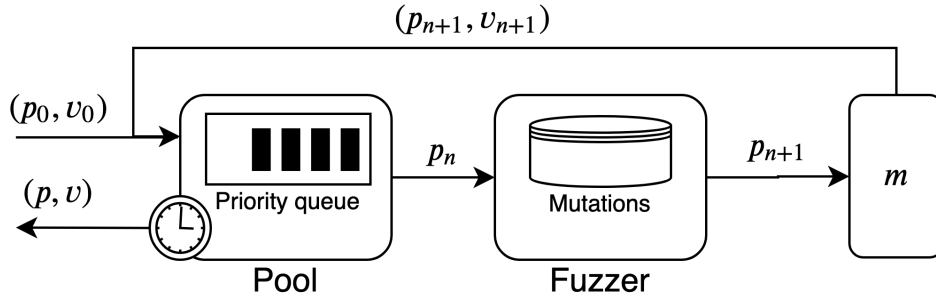 (p_{n+1}, v_{n+1})
(p_0, v_0)
p_n
p_{n+1}
m
(p, v)
Priority queue
Mutations
Pool
Fuzzer